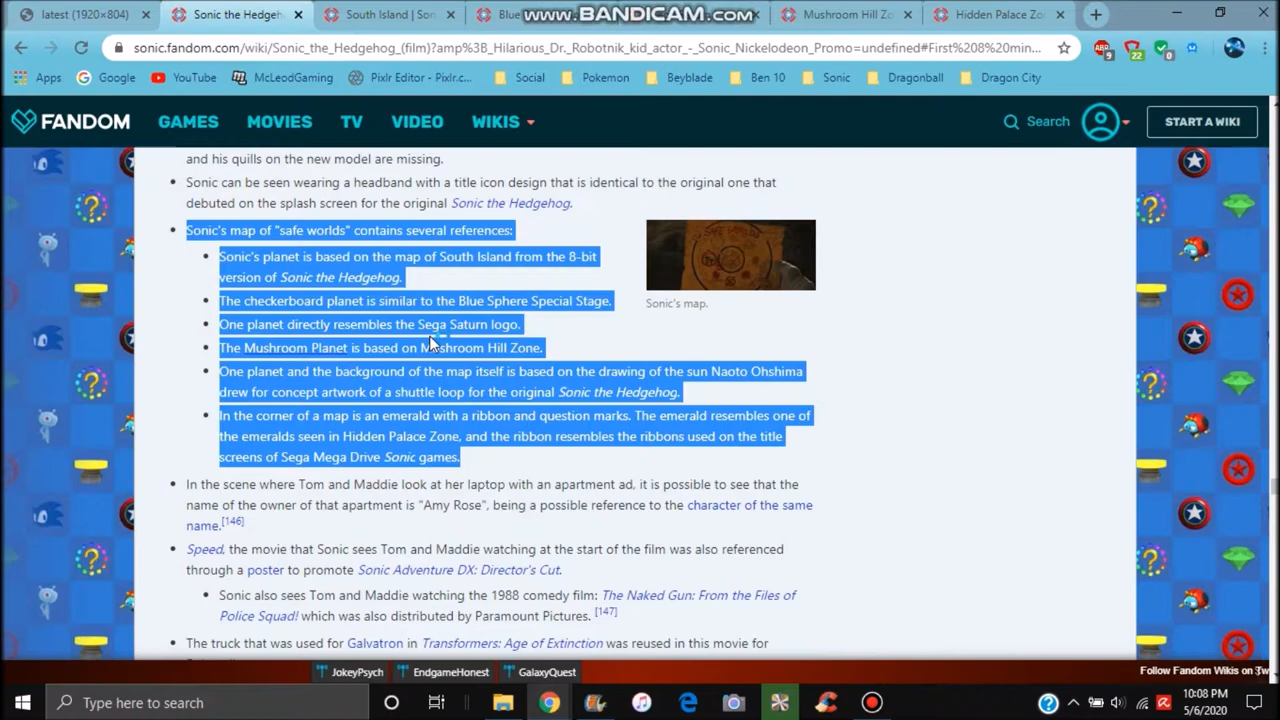 latest (1920×804)
Sonic the Hedgeh
South Island | Son
Blue
www.BANDICAM.com
Mushroom Hill Zo
Hidden Palace Zo
sonic.fandom.com/wiki/Sonic_the_Hedgehog_(film)?amp%3B_Hilarious_Dr._Robotnik_kid_actor_-_Sonic_Nickelodeon_Promo=undefined#First%208%20min...
9
22
0
Apps
Google
YouTube
McLeodGaming
Pixlr Editor - Pixlr.c...
Social
Pokemon
Beyblade
Ben 10
Sonic
Dragonball
Dragon City
FANDOM
GAMES
MOVIES
TV
VIDEO
WIKIS
Search
START A WIKI
and his quills on the new model are missing.
Sonic can be seen wearing a headband with a title icon design that is identical to the original one that
debuted on the splash screen for the original Sonic the Hedgehog.
Sonic's map of "safe worlds" contains several references:
Sonic's planet is based on the map of South Island from the 8-bit
version of Sonic the Hedgehog.
The checkerboard planet is similar to the Blue Sphere Special Stage.
One planet directly resembles the Sega Saturn logo.
The Mushroom Planet is based on Mushroom Hill Zone.
One planet and the background of the map itself is based on the drawing of the sun Naoto Ohshima
drew for concept artwork of a shuttle loop for the original Sonic the Hedgehog.
In the corner of a map is an emerald with a ribbon and question marks. The emerald resembles one of
the emeralds seen in Hidden Palace Zone, and the ribbon resembles the ribbons used on the title
screens of Sega Mega Drive Sonic games.
Sonic's map.
In the scene where Tom and Maddie look at her laptop with an apartment ad, it is possible to see that the
name of the owner of that apartment is "Amy Rose", being a possible reference to the character of the same
name.[146]
Speed, the movie that Sonic sees Tom and Maddie watching at the start of the film was also referenced
through a poster to promote Sonic Adventure DX: Director's Cut.
Sonic also sees Tom and Maddie watching the 1988 comedy film: The Naked Gun: From the Files of
Police Squad! which was also distributed by Paramount Pictures. [147]
The truck that was used for Galvatron in Transformers: Age of Extinction was reused in this movie for
JokeyPsych
EndgameHonest
GalaxyQuest
Follow Fandom Wikis on Tw
Type here to search
10:08 PM
5/6/2020